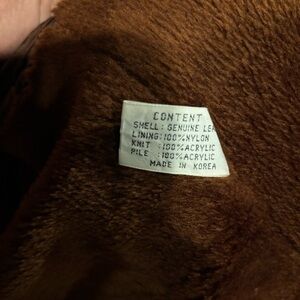 CONTENT
SHELL: GENUINE LEA
LINING:100%NYLON
KNIT :100%ACRYLIC
PILE :100%ACRYLIC
MADE IN KOREA